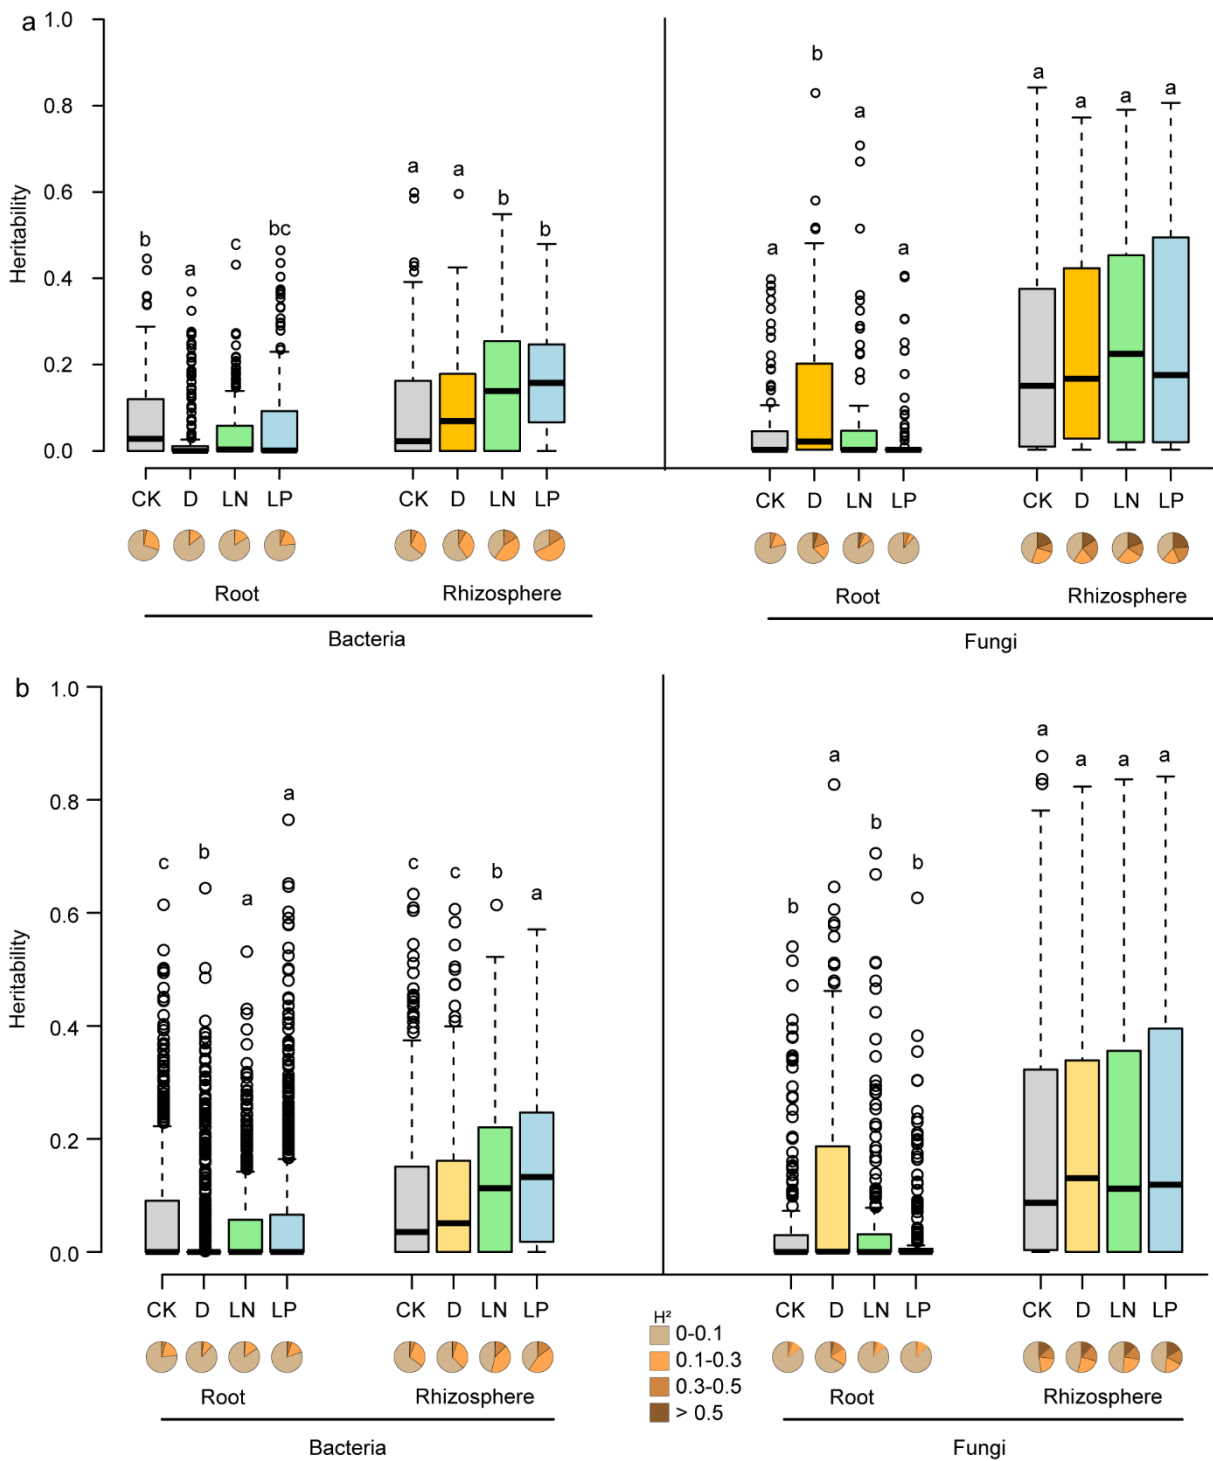 a
1.0
b
0.8
a
a
a
a
a
Heritability
0.6
a
a
b
b
0.4
b
a
c
bc
a
a
0.2
0.0
CK D LN LP CK D LN LP CK D LN LP CK D LN LP
Root Rhizosphere Root Rhizosphere
Bacteria Fungi
b
1.0
a
a
a
a
a
0.8
a
b
c
b
a
c
c
b
a
b
b
Heritability
0.6
0.4
0.2
0.0
CK D LN LP CK D LN LP CK D LN LP CK D LN LP
H²
0-0.1
0.1-0.3
0.3-0.5
> 0.5
Root Rhizosphere Root Rhizosphere
Bacteria Fungi